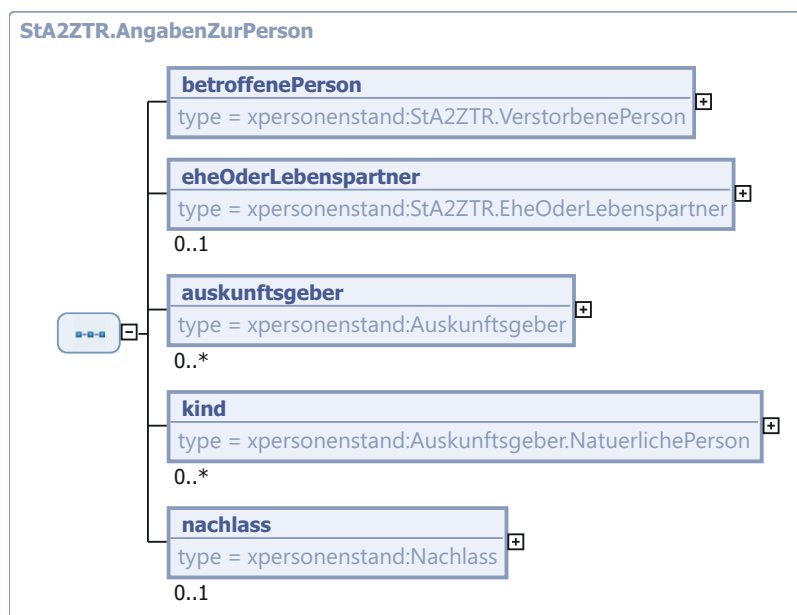 StA2ZTR.AngabenZurPerson
betroffenePerson
type = xpersonenstand:StA2ZTR.VerstorbenePerson
eheOderLebenspartner
type = xpersonenstand:StA2ZTR.EheOderLebenspartner
0..1
auskunftsgeber
type = xpersonenstand:Auskunftsgeber
0..*
kind
type = xpersonenstand:Auskunftsgeber.NatuerlichePerson
0..*
nachlass
type = xpersonenstand:Nachlass
0..1